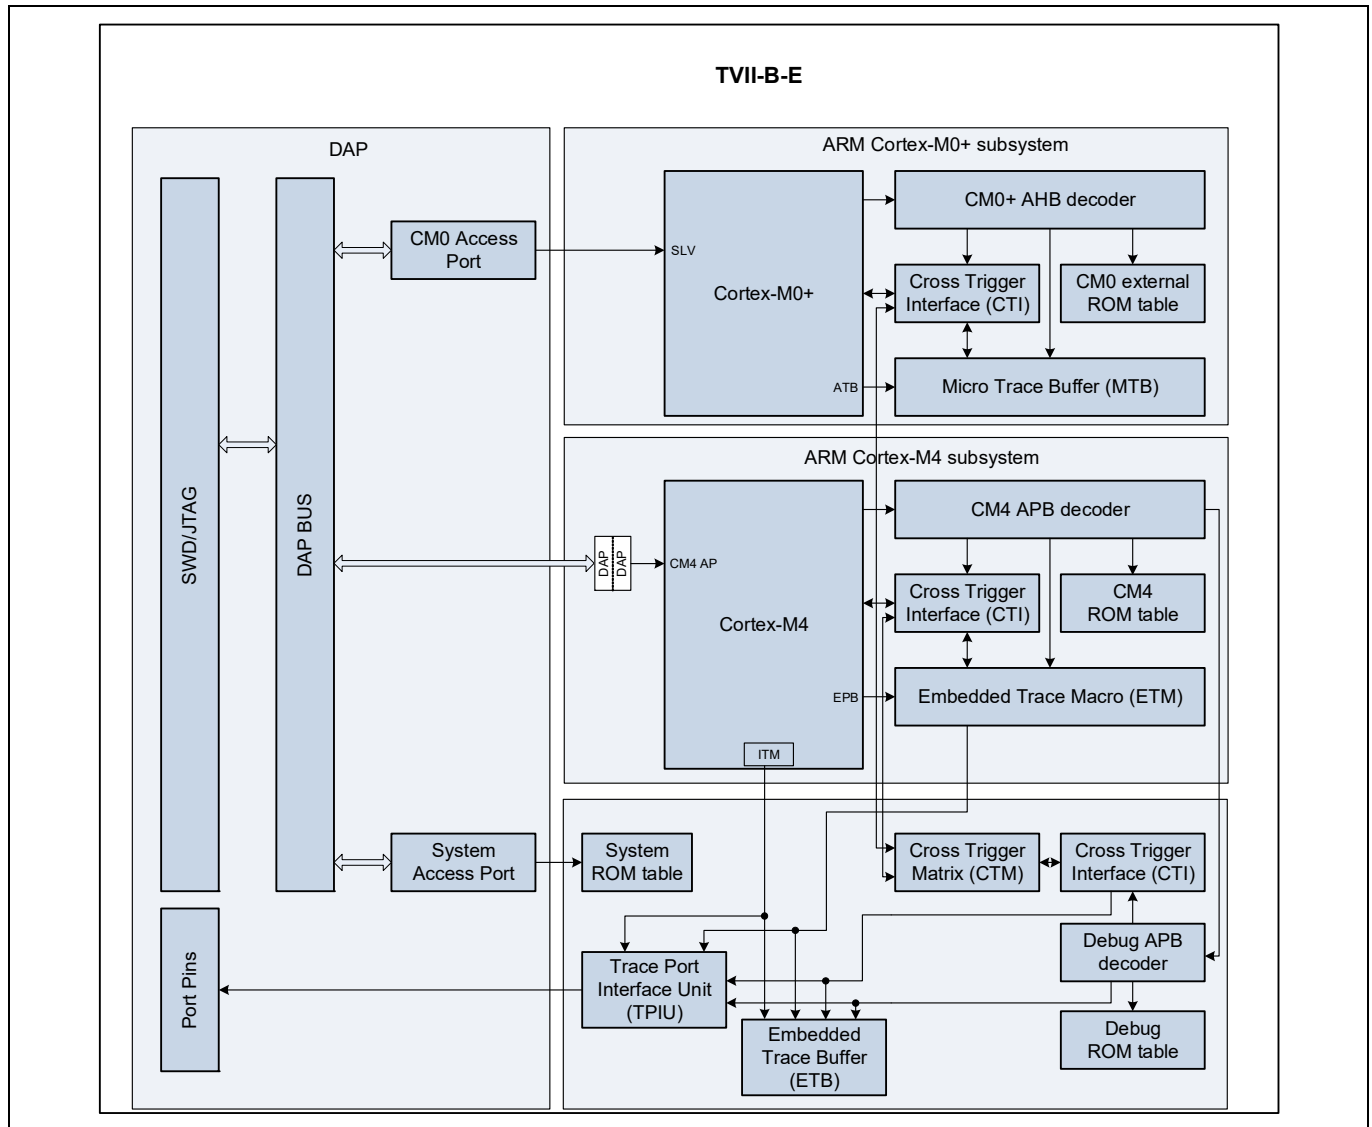 TVII-B-E
DAP
SWD/JTAG
DAP BUS
CM0 Access
Port
System
Access Port
Port Pins
ARM Cortex-M0+ subsystem
SLV
Cortex-M0+
ATB
CM0+ AHB decoder
Cross Trigger
Interface (CTI)
CM0 external
ROM table
Micro Trace Buffer (MTB)
ARM Cortex-M4 subsystem
DAP
DAP
CM4 AP
Cortex-M4
EPB
ITM
CM4 APB decoder
Cross Trigger
Interface (CTI)
CM4
ROM table
Embedded Trace Macro (ETM)
System
ROM table
Cross Trigger
Matrix (CTM)
Cross Trigger
Interface (CTI)
Trace Port
Interface Unit
(TPIU)
Debug APB
decoder
Embedded
Trace Buffer
(ETB)
Debug
ROM table